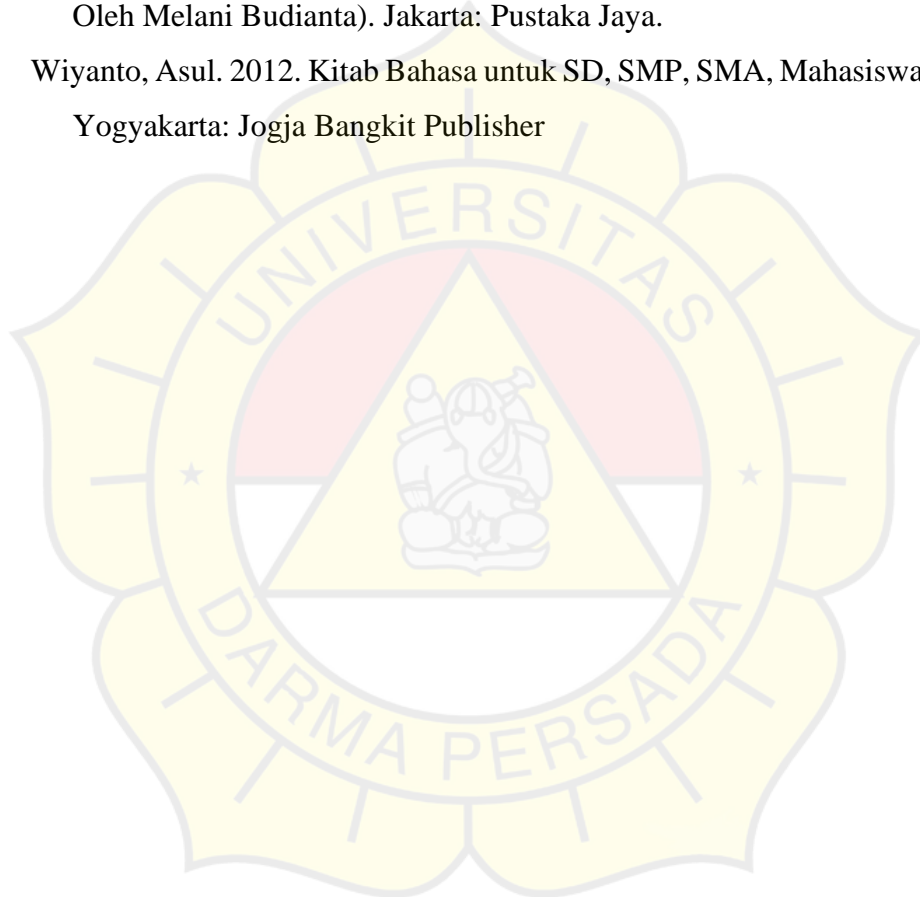 Oleh Melani Budianta). Jakarta: Pustaka Jaya.
Wiyanto, Asul. 2012. Kitab Bahasa untuk SD, SMP, SMA, Mahasiswa
Yogyakarta: Jogja Bangkit Publisher
UNIVERSITAS
DARMA PERSADA